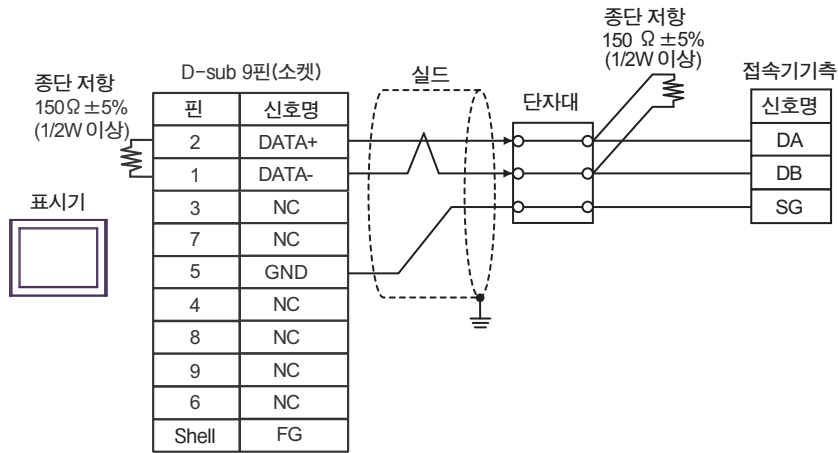 종단 저항
150 Ω ±5%
(1/2W 이상)
D-sub 9핀(소켓)
실드
접속기기측
종단 저항
150Ω ±5%
(1/2W 이상)
단자대
핀 신호명
신호명
2 DATA+
DA
1 DATA-
DB
표시기
3 NC
SG
7 NC
5 GND
4 NC
8 NC
9 NC
6 NC
Shell FG